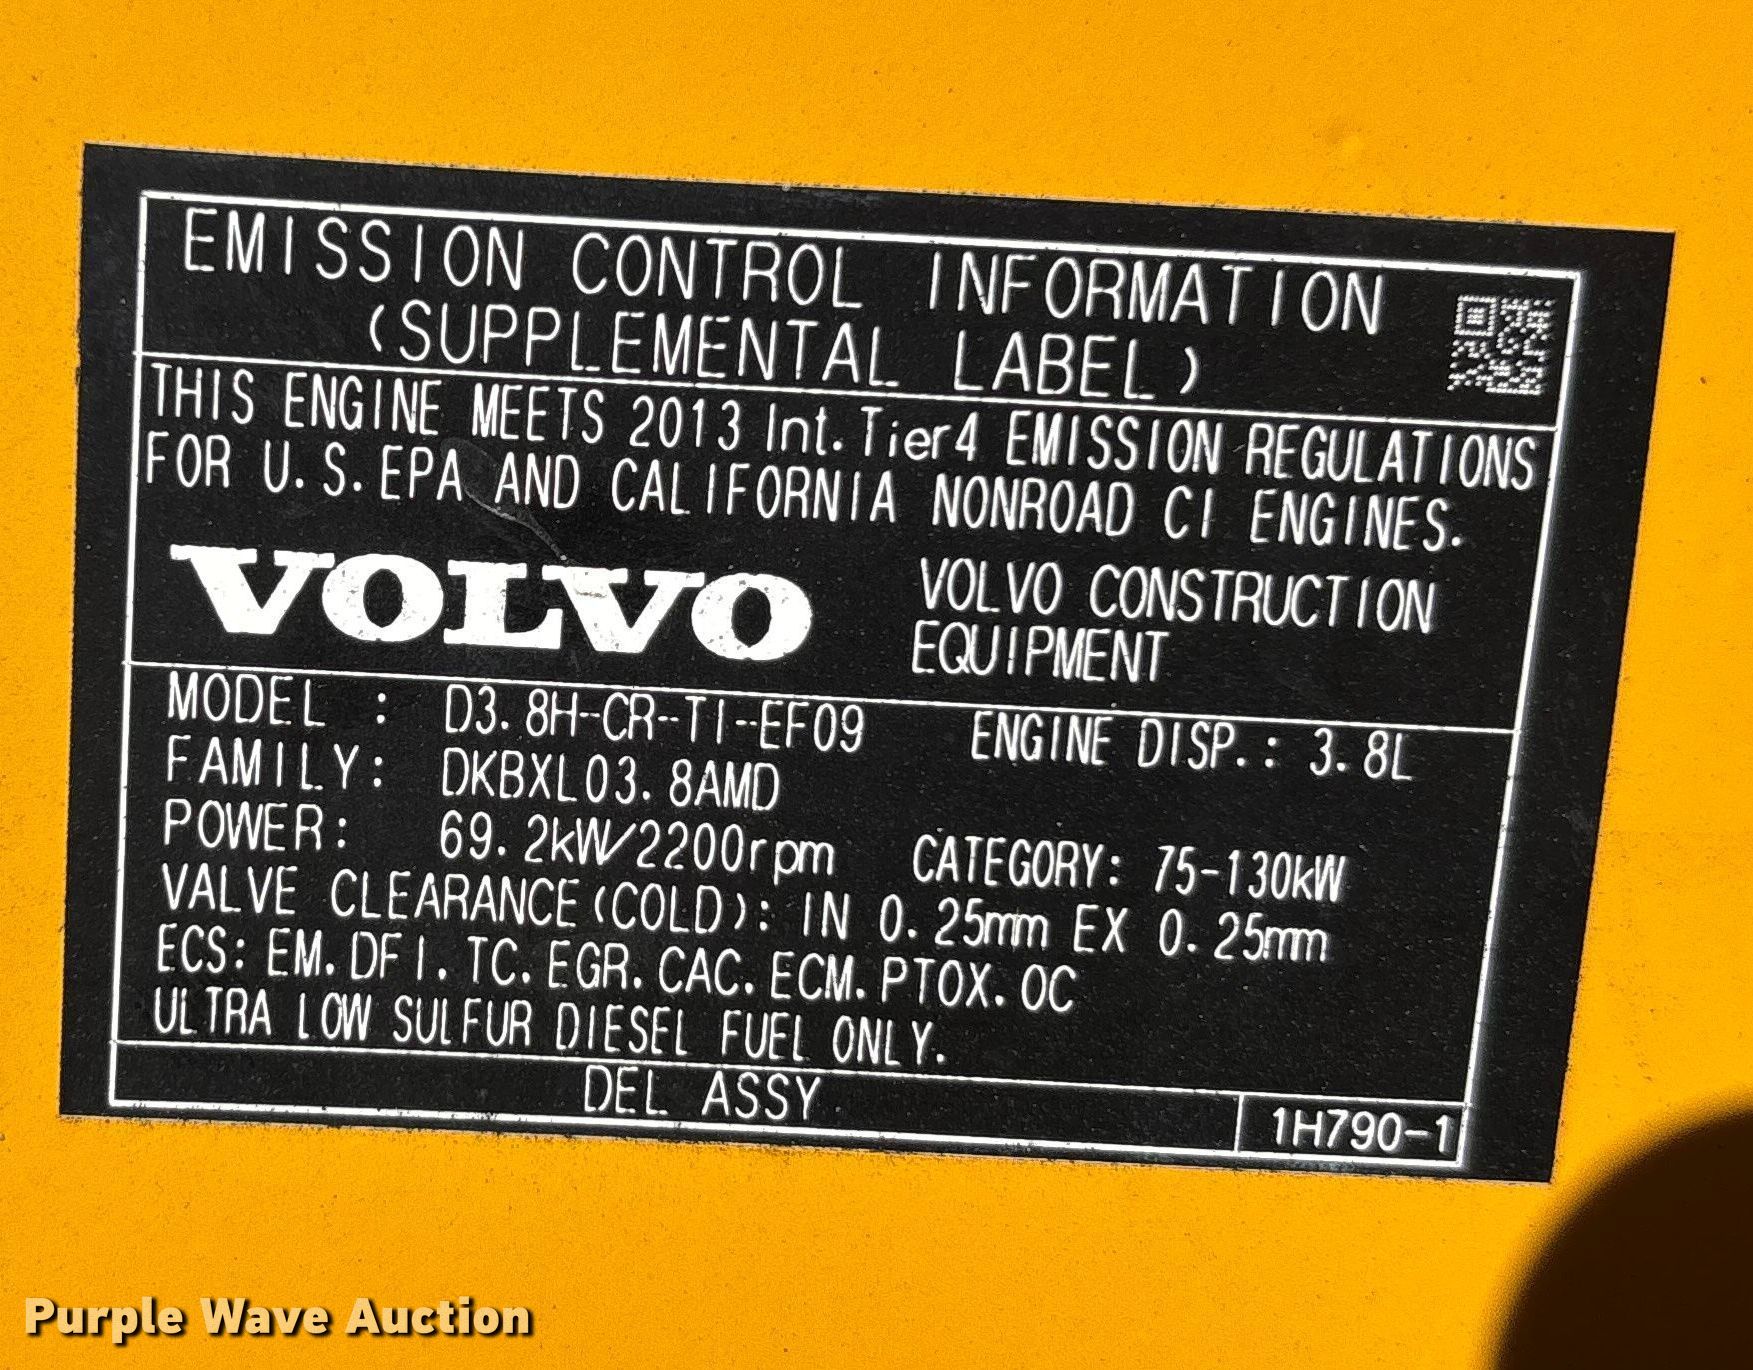 EMISSION CONTROL INFORMATION
(SUPPLEMENTAL LABEL)
THIS ENGINE MEETS 2013 Int.Tier4 EMISSION REGULATIONS
FOR U.S.EPA AND CALIFORNIA NONROAD CI ENGINES.
VOLVO
VOLVO CONSTRUCTION
EQUIPMENT
MODEL : D3.8H-CR-TI-EF09 ENGINE DISP.: 3.8L
FAMILY: DKBXL03.8AMD
POWER: 69.2kW/2200rpm CATEGORY: 75-130kW
VALVE CLEARANCE(COLD): IN 0.25mm EX 0.25mm
ECS: EM.DFI.TC.EGR.CAC.ECM.PTOX.OC
ULTRA LOW SULFUR DIESEL FUEL ONLY.
DEL ASSY
1H790-1
Purple Wave Auction